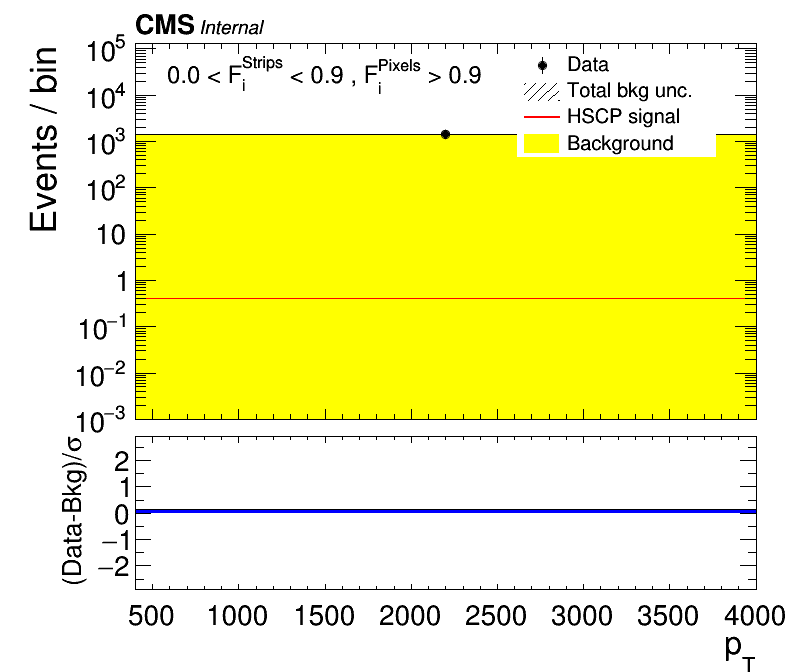 CMS Internal
0.0 < F_i^Strips < 0.9 , F_i^Pixels > 0.9
Data
Total bkg unc.
HSCP signal
Background
Events / bin
10^5
10^4
10^3
10^2
10
1
10^−1
10^−2
10^−3
(Data-Bkg)/σ
2
1
0
−1
−2
500 1000 1500 2000 2500 3000 3500 4000
p_T